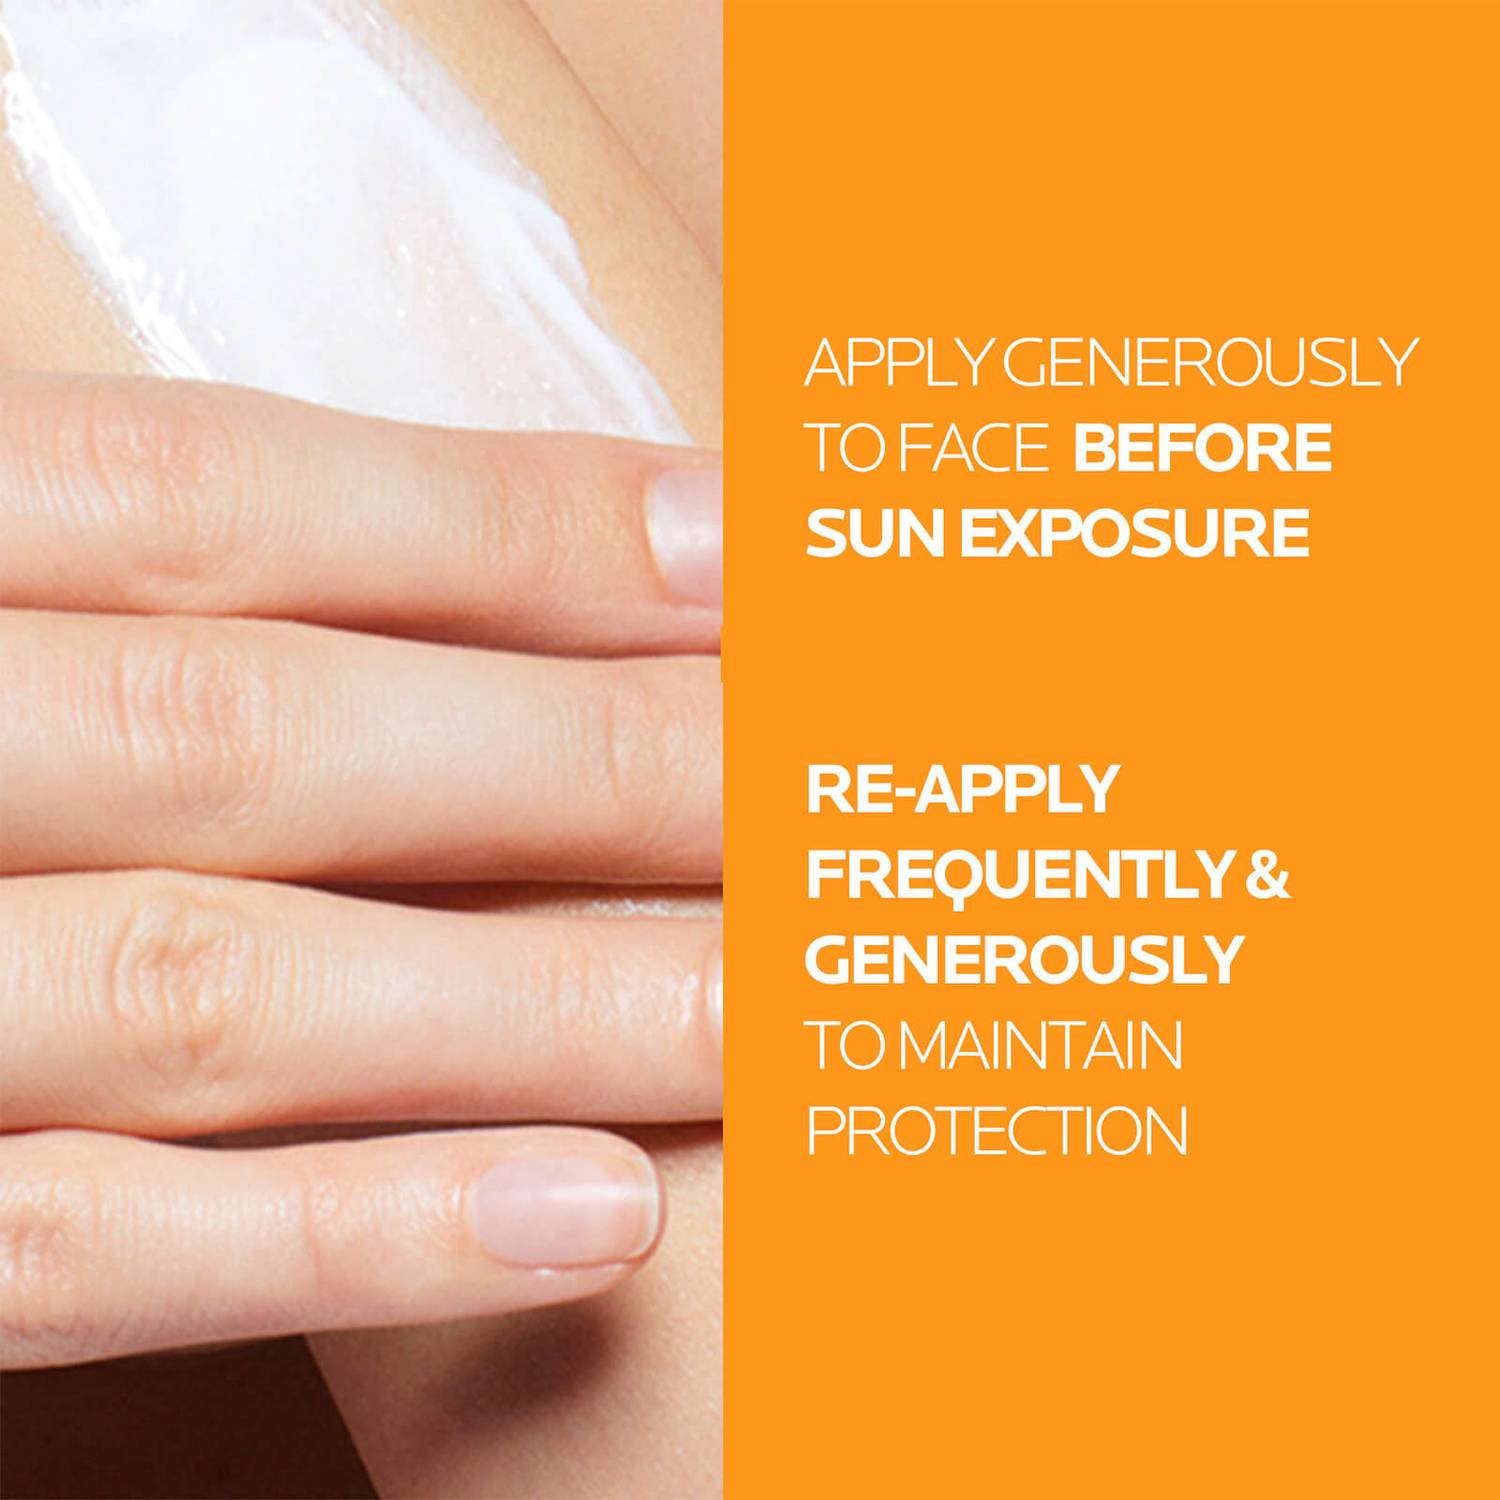 APPLY GENEROUSLY
TO FACE BEFORE
SUN EXPOSURE
RE-APPLY
FREQUENTLY &
GENEROUSLY
TO MAINTAIN
PROTECTION